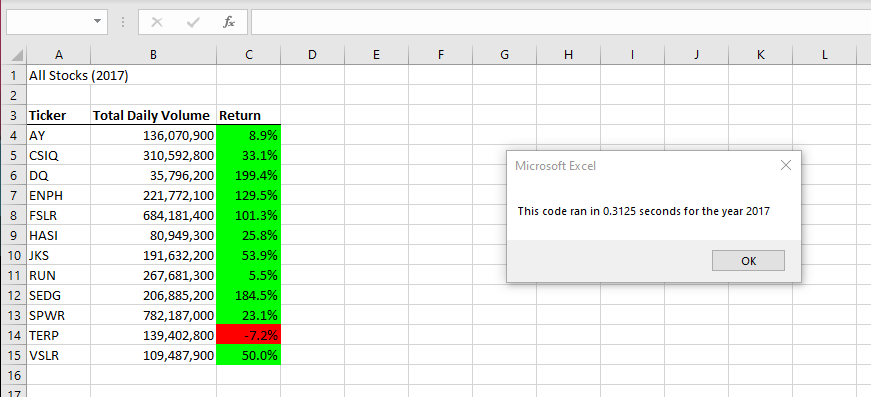 fx
A B C D E F G H I J K L
1 All Stocks (2017)
2
3 Ticker Total Daily Volume Return
4 AY 136,070,900 8.9%
5 CSIQ 310,592,800 33.1%
6 DQ 35,796,200 199.4%
7 ENPH 221,772,100 129.5%
8 FSLR 684,181,400 101.3%
9 HASI 80,949,300 25.8%
10 JKS 191,632,200 53.9%
11 RUN 267,681,300 5.5%
12 SEDG 206,885,200 184.5%
13 SPWR 782,187,000 23.1%
14 TERP 139,402,800 -7.2%
15 VSLR 109,487,900 50.0%
16
17
Microsoft Excel
This code ran in 0.3125 seconds for the year 2017
OK